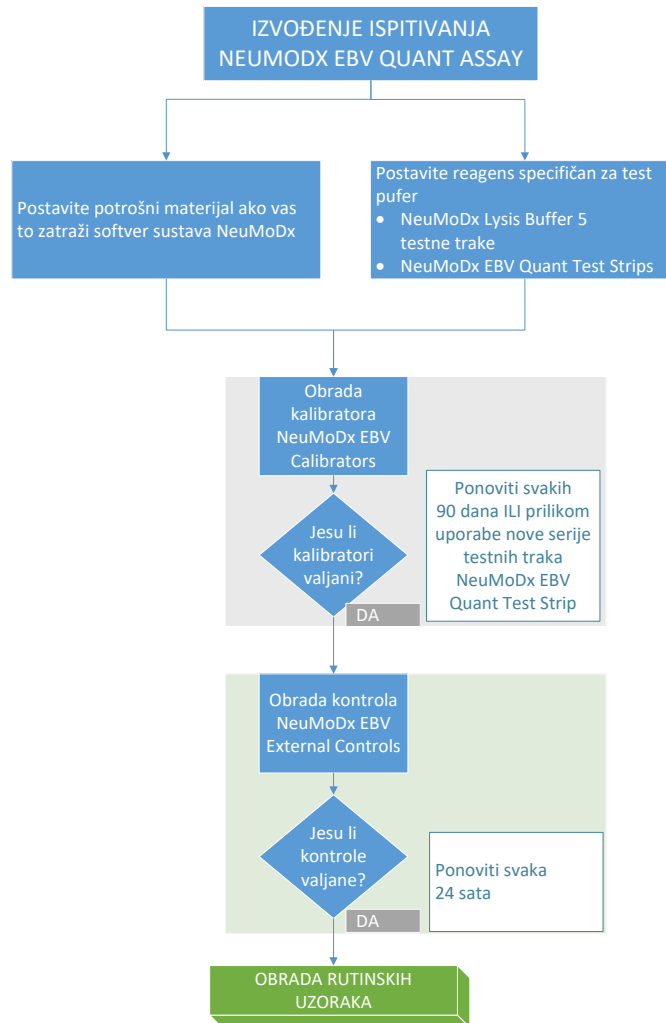 IZVOĐENJE ISPITIVANJA
NEUMODX EBV QUANT ASSAY
Postavite potrošni materijal ako vas
to zatraži softver sustava NeuMoDx
Postavite reagens specifičan za test
pufer
• NeuMoDx Lysis Buffer 5
testne trake
• NeuMoDx EBV Quant Test Strips
Obrada
kalibratora
NeuMoDx EBV
Calibrators
Jesu li
kalibratori
valjani?
DA
Ponoviti svakih
90 dana ILI prilikom
uporabe nove serije
testnih traka
NeuMoDx EBV
Quant Test Strip
Obrada kontrola
NeuMoDx EBV
External Controls
Jesu li
kontrole
valjane?
DA
Ponoviti svaka
24 sata
OBRADA RUTINSKIH
UZORAKA